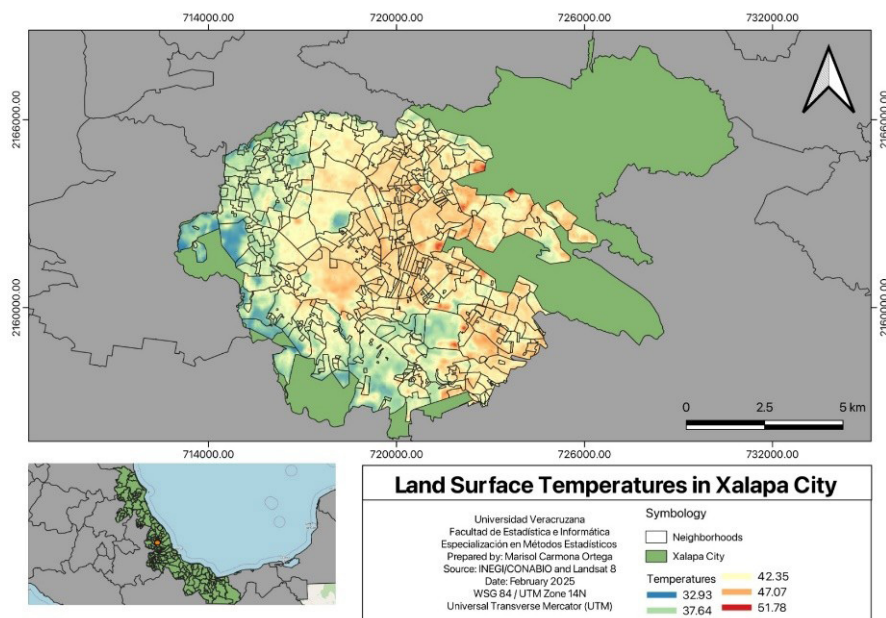 714000.00 720000.00 726000.00 732000.00
2166000.00 2166000.00
2160000.00 2160000.00
0 2.5 5 km
714000.00 720000.00 726000.00 732000.00
Land Surface Temperatures in Xalapa City
Universidad Veracruzana
Facultad de Estadística e Informática
Especialización en Métodos Estadísticos
Prepared by: Marisol Carmona Ortega
Source: INEGI/CONABIO and Landsat 8
Date: February 2025
WSG 84 / UTM Zone 14N
Universal Transverse Mercator (UTM)
Symbology
Neighborhoods
Xalapa City
Temperatures
32.93
37.64
42.35
47.07
51.78